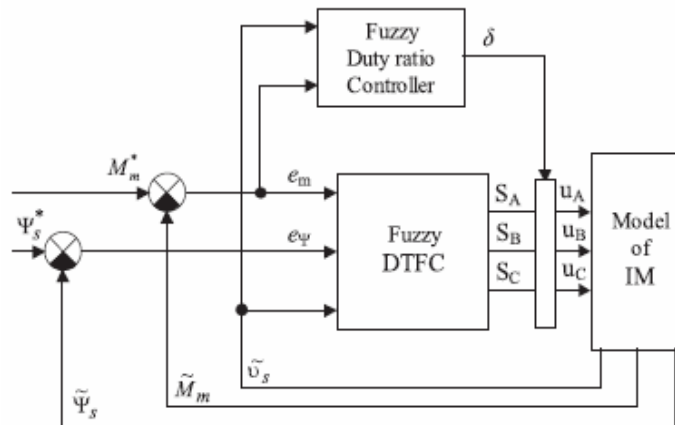 Fuzzy
Duty ratio
Controller
δ
M*m
em
SA
uA
Model
of
IM
Ψ*s
eΨ
Fuzzy
DTFC
SB
uB
SC
uC
υ̃s
M̃m
Ψ̃s